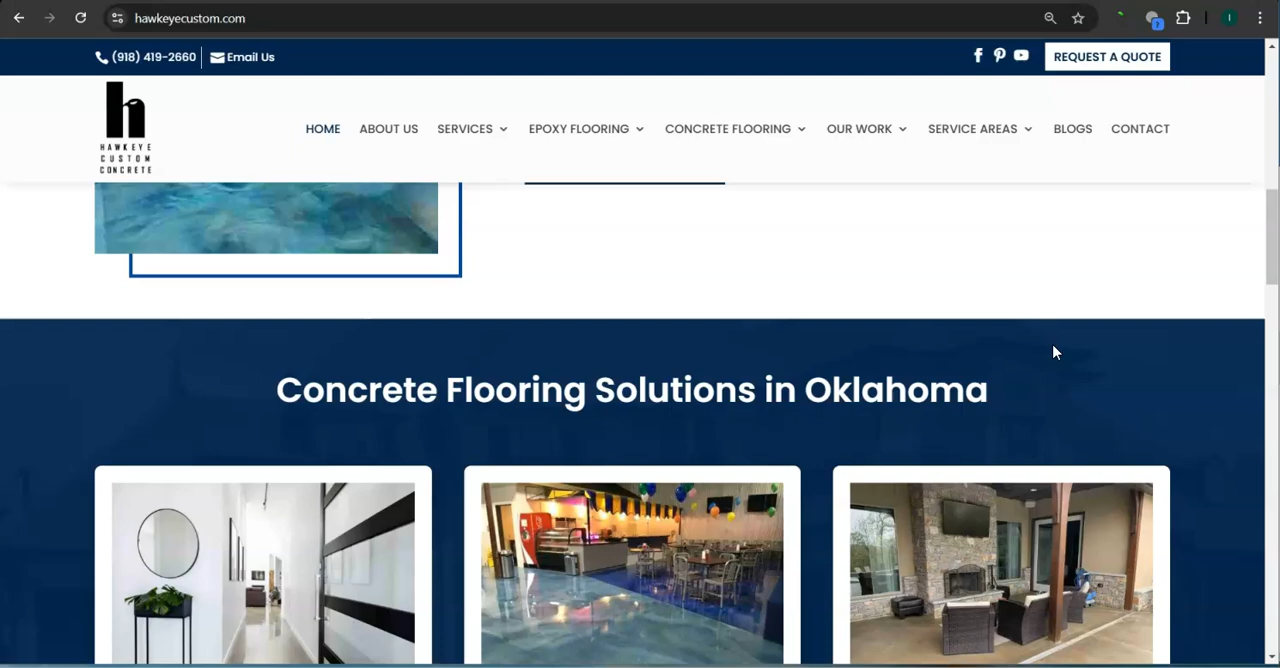 hawkeyecustom.com
(918) 419-2660
Email Us
REQUEST A QUOTE
h
HAWKEYE
CUSTOM
CONCRETE
HOME ABOUT US SERVICES EPOXY FLOORING CONCRETE FLOORING OUR WORK SERVICE AREAS BLOGS CONTACT
Concrete Flooring Solutions in Oklahoma